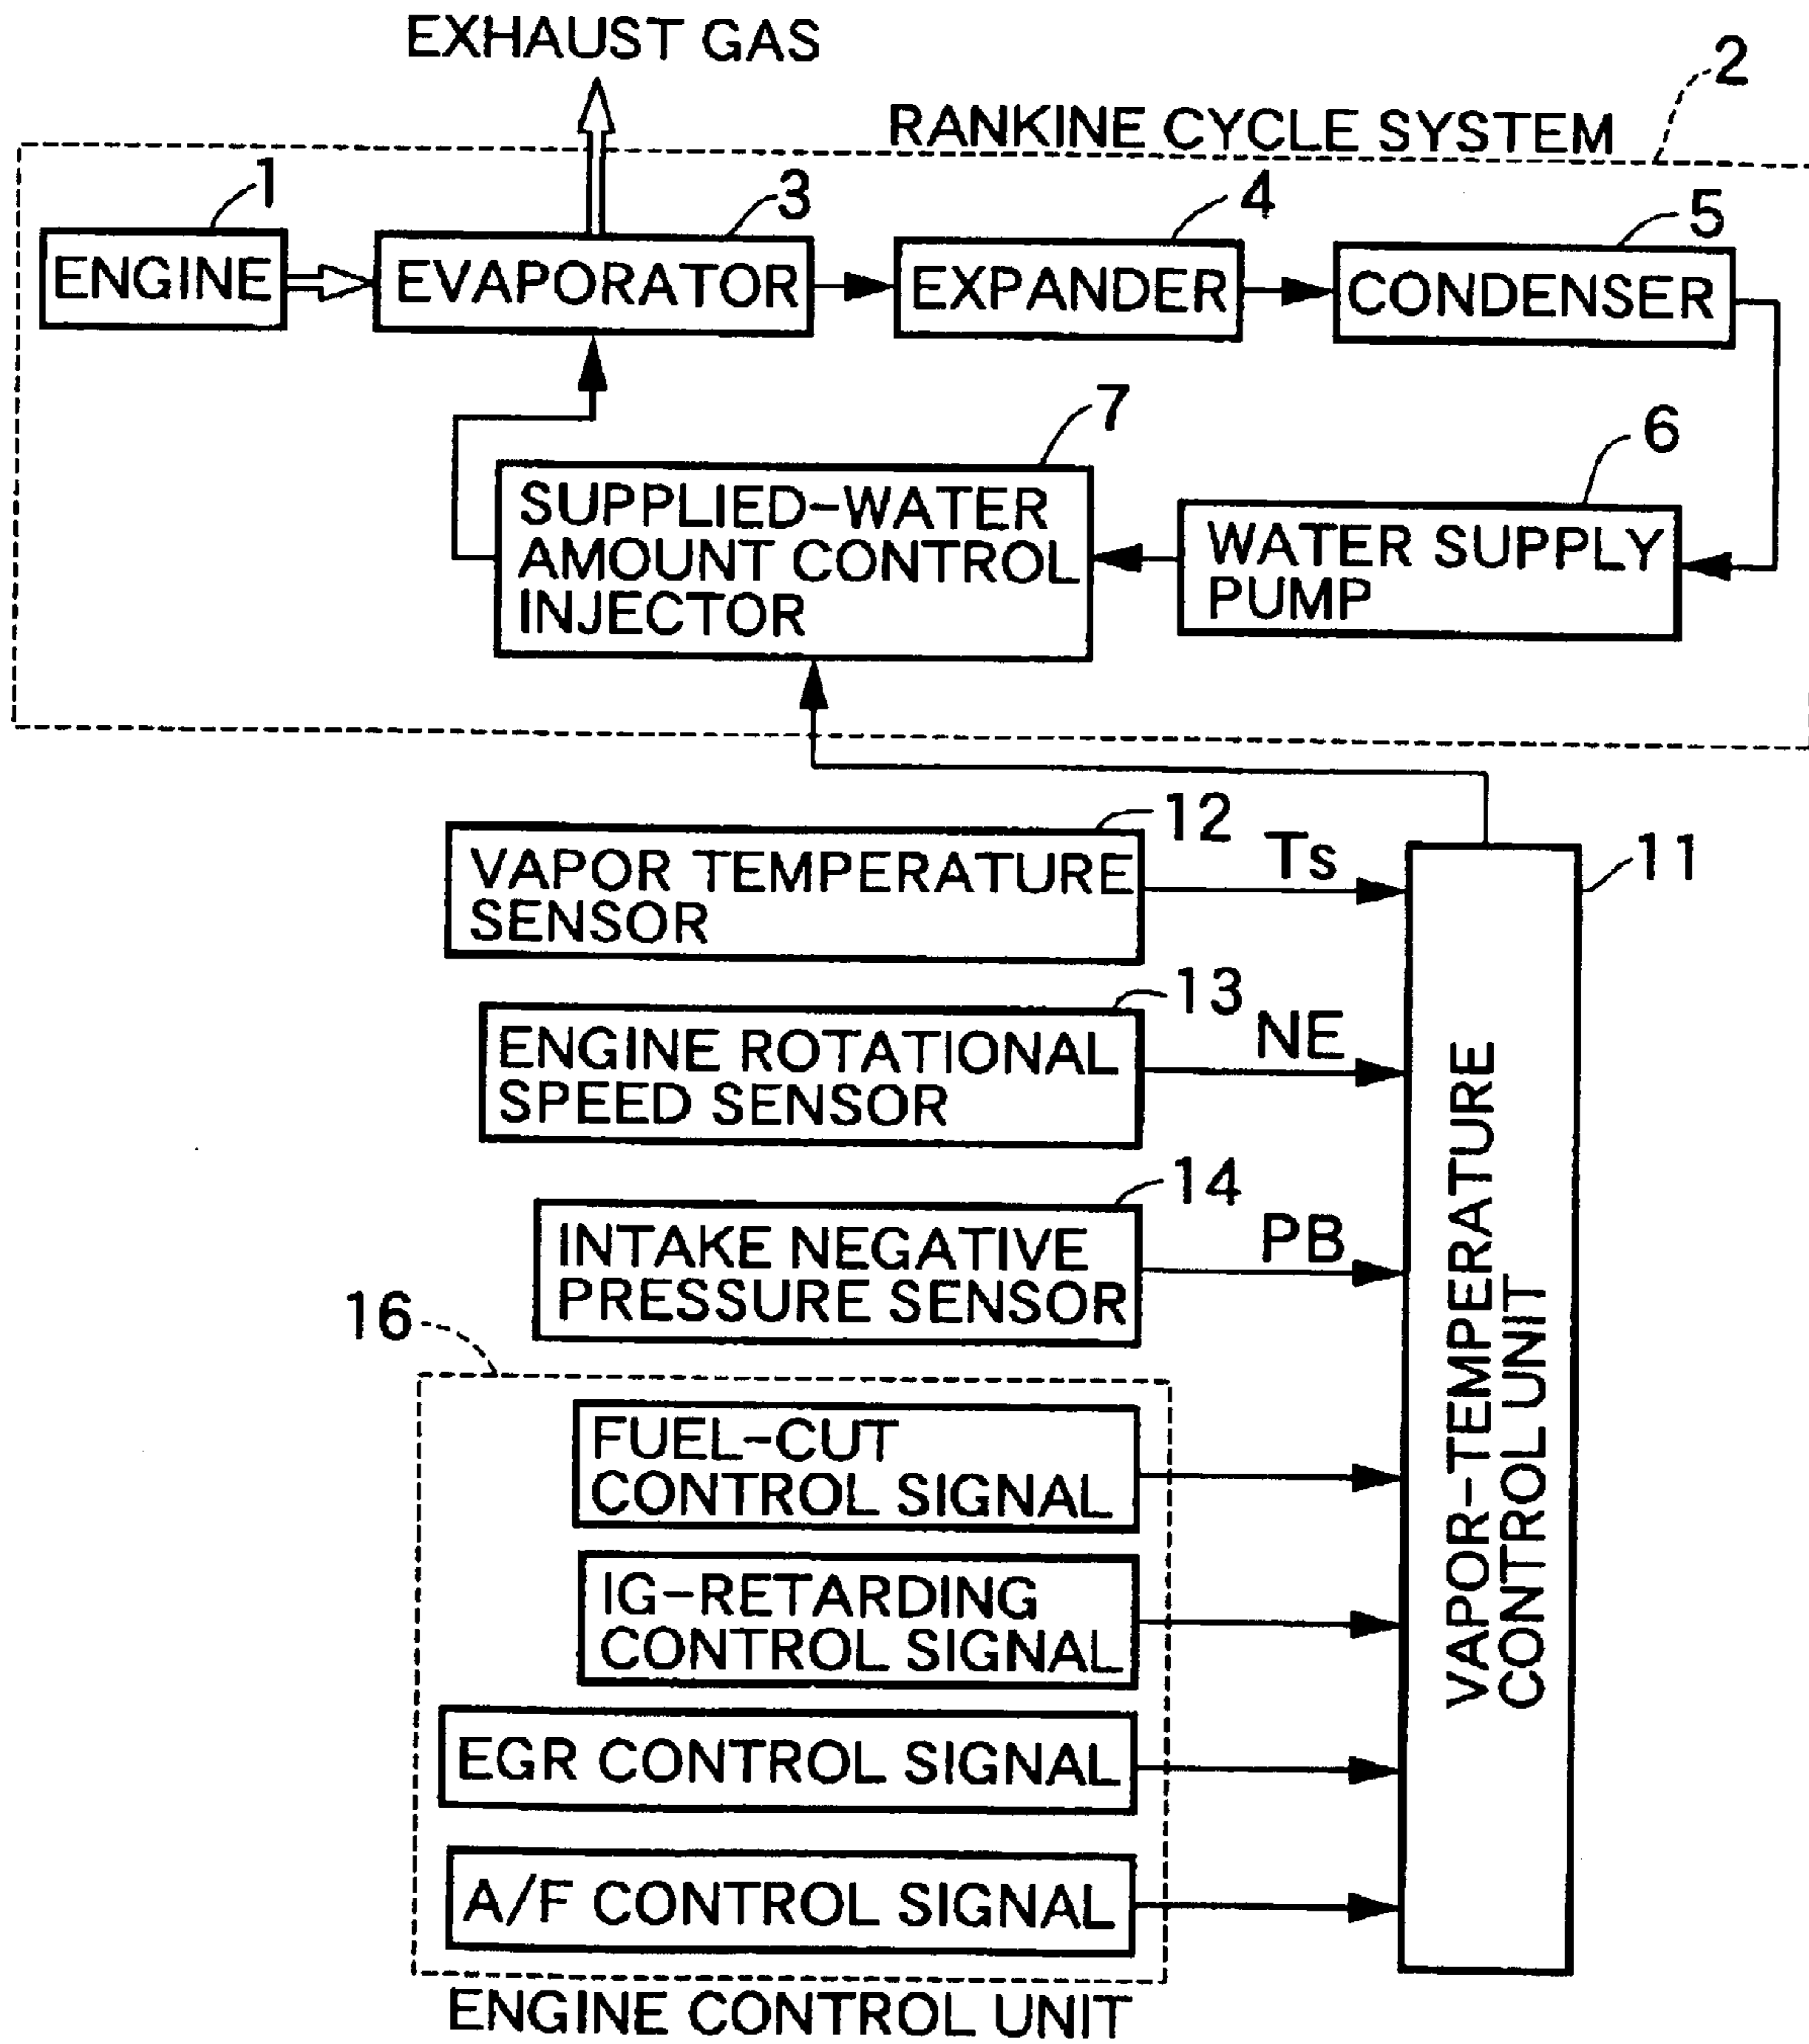 EXHAUST GAS
2
RANKINE CYCLE SYSTEM
1
3
4
5
ENGINE
EVAPORATOR
EXPANDER
CONDENSER
7
6
SUPPLIED-WATER
AMOUNT CONTROL
INJECTOR
WATER SUPPLY
PUMP
12
Ts
11
VAPOR TEMPERATURE
SENSOR
13
NE
ENGINE ROTATIONAL
SPEED SENSOR
14
PB
INTAKE NEGATIVE
PRESSURE SENSOR
VAPOR-TEMPERATURE
CONTROL UNIT
16
FUEL-CUT
CONTROL SIGNAL
IG-RETARDING
CONTROL SIGNAL
EGR CONTROL SIGNAL
A/F CONTROL SIGNAL
ENGINE CONTROL UNIT